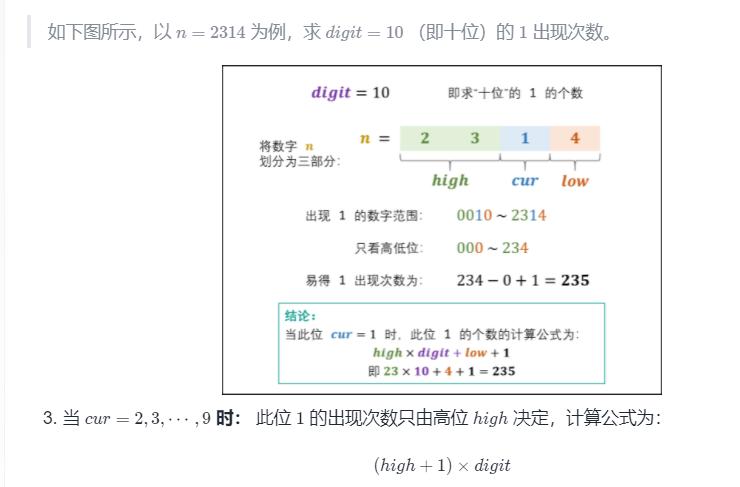 如下图所示，以 n = 2314 为例，求 digit = 10 （即十位）的 1 出现次数。
digit = 10 即求“十位”的 1 的个数
将数字 n
划分为三部分：
n = 2 3 1 4
high cur low
出现 1 的数字范围： 0010 ~ 2314
只看高低位： 000 ~ 234
易得 1 出现次数为： 234 − 0 + 1 = 235
结论：
当此位 cur = 1 时，此位 1 的个数的计算公式为：
high × digit + low + 1
即 23 × 10 + 4 + 1 = 235
3. 当 cur = 2, 3, ⋯ , 9 时： 此位 1 的出现次数只由高位 high 决定，计算公式为：
(high + 1) × digit